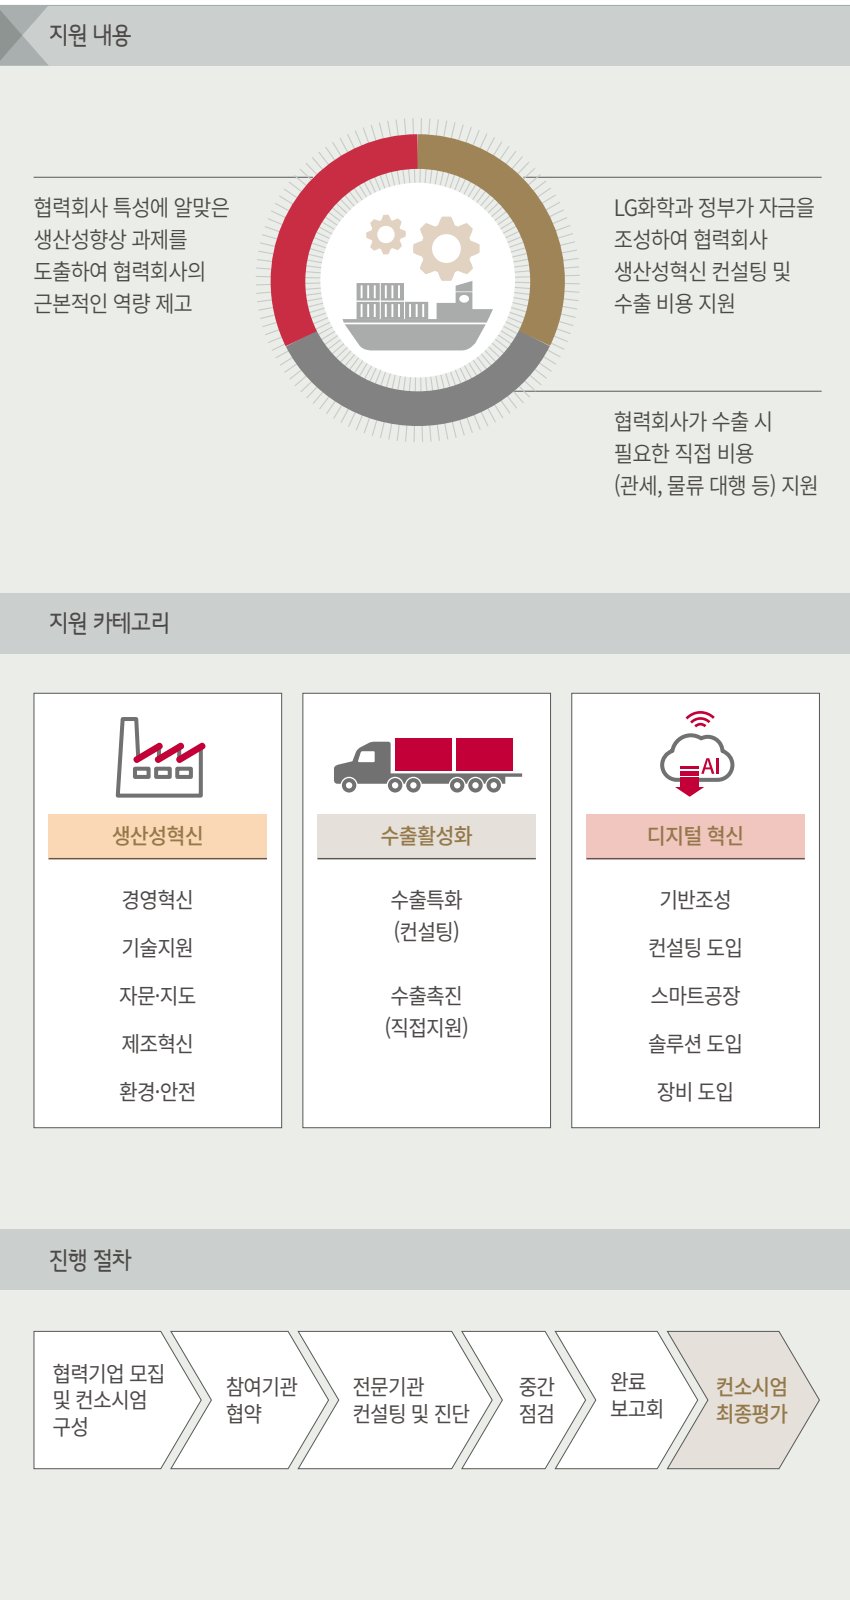 지원 내용
협력회사 특성에 알맞은
생산성향상 과제를
도출하여 협력회사의
근본적인 역량 제고
LG화학과 정부가 자금을
조성하여 협력회사
생산성혁신 컨설팅 및
수출 비용 지원
협력회사가 수출 시
필요한 직접 비용
(관세, 물류 대행 등) 지원
지원 카테고리
생산성혁신
경영혁신
기술지원
자문·지도
제조혁신
환경·안전
수출활성화
수출특화
(컨설팅)
수출촉진
(직접지원)
AI
디지털 혁신
기반조성
컨설팅 도입
스마트공장
솔루션 도입
장비 도입
진행 절차
협력기업 모집
및 컨소시엄
구성
참여기관
협약
전문기관
컨설팅 및 진단
중간
점검
완료
보고회
컨소시엄
최종평가